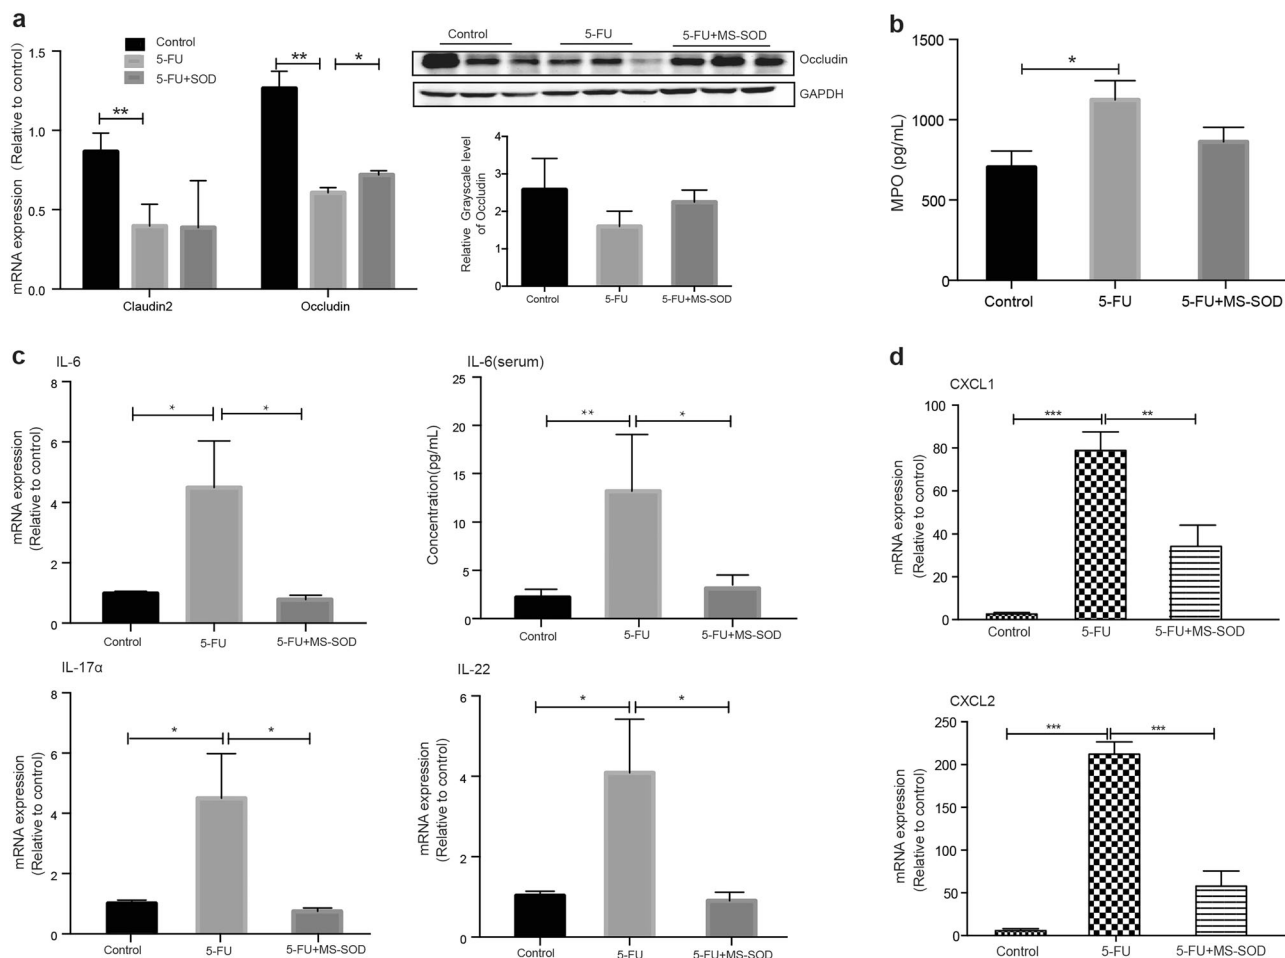 a
Control
5-FU
5-FU+SOD
mRNA expression (Relative to control)
1.5
1.0
0.5
0.0
**
**
*
Claudin2
Occludin
Control
5-FU
5-FU+MS-SOD
Occludin
GAPDH
Relative Grayscale level
of Occludin
4
3
2
1
0
Control
5-FU
5-FU+MS-SOD
b
MPO (pg/mL)
1500
1000
500
0
*
Control
5-FU
5-FU+MS-SOD
c
IL-6
mRNA expression
(Relative to control)
8
6
4
2
0
*
*
Control
5-FU
5-FU+MS-SOD
IL-6(serum)
Concentration(pg/mL)
25
20
15
10
5
0
**
*
Control
5-FU
5-FU+MS-SOD
IL-17α
mRNA expression
(Relative to control)
8
6
4
2
0
*
*
Control
5-FU
5-FU+MS-SOD
IL-22
mRNA expression
(Relative to control)
6
4
2
0
*
*
Control
5-FU
5-FU+MS-SOD
d
CXCL1
mRNA expression
(Relative to control)
100
80
60
40
20
0
***
**
Control
5-FU
5-FU+MS-SOD
CXCL2
mRNA expression
(Relative to control)
250
200
150
100
50
0
***
***
Control
5-FU
5-FU+MS-SOD